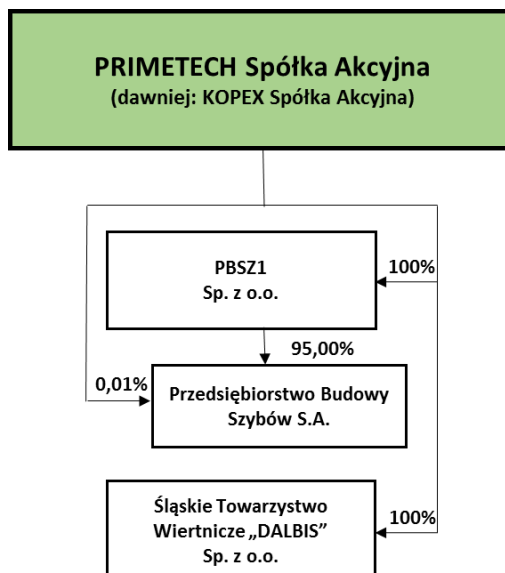 PRIMETECH Spółka Akcyjna
(dawniej: KOPEX Spółka Akcyjna)
PBSZ1
Sp. z o.o.
100%
95,00%
0,01%
Przedsiębiorstwo Budowy
Szybów S.A.
Śląskie Towarzystwo
Wiertnicze „DALBIS”
Sp. z o.o.
100%